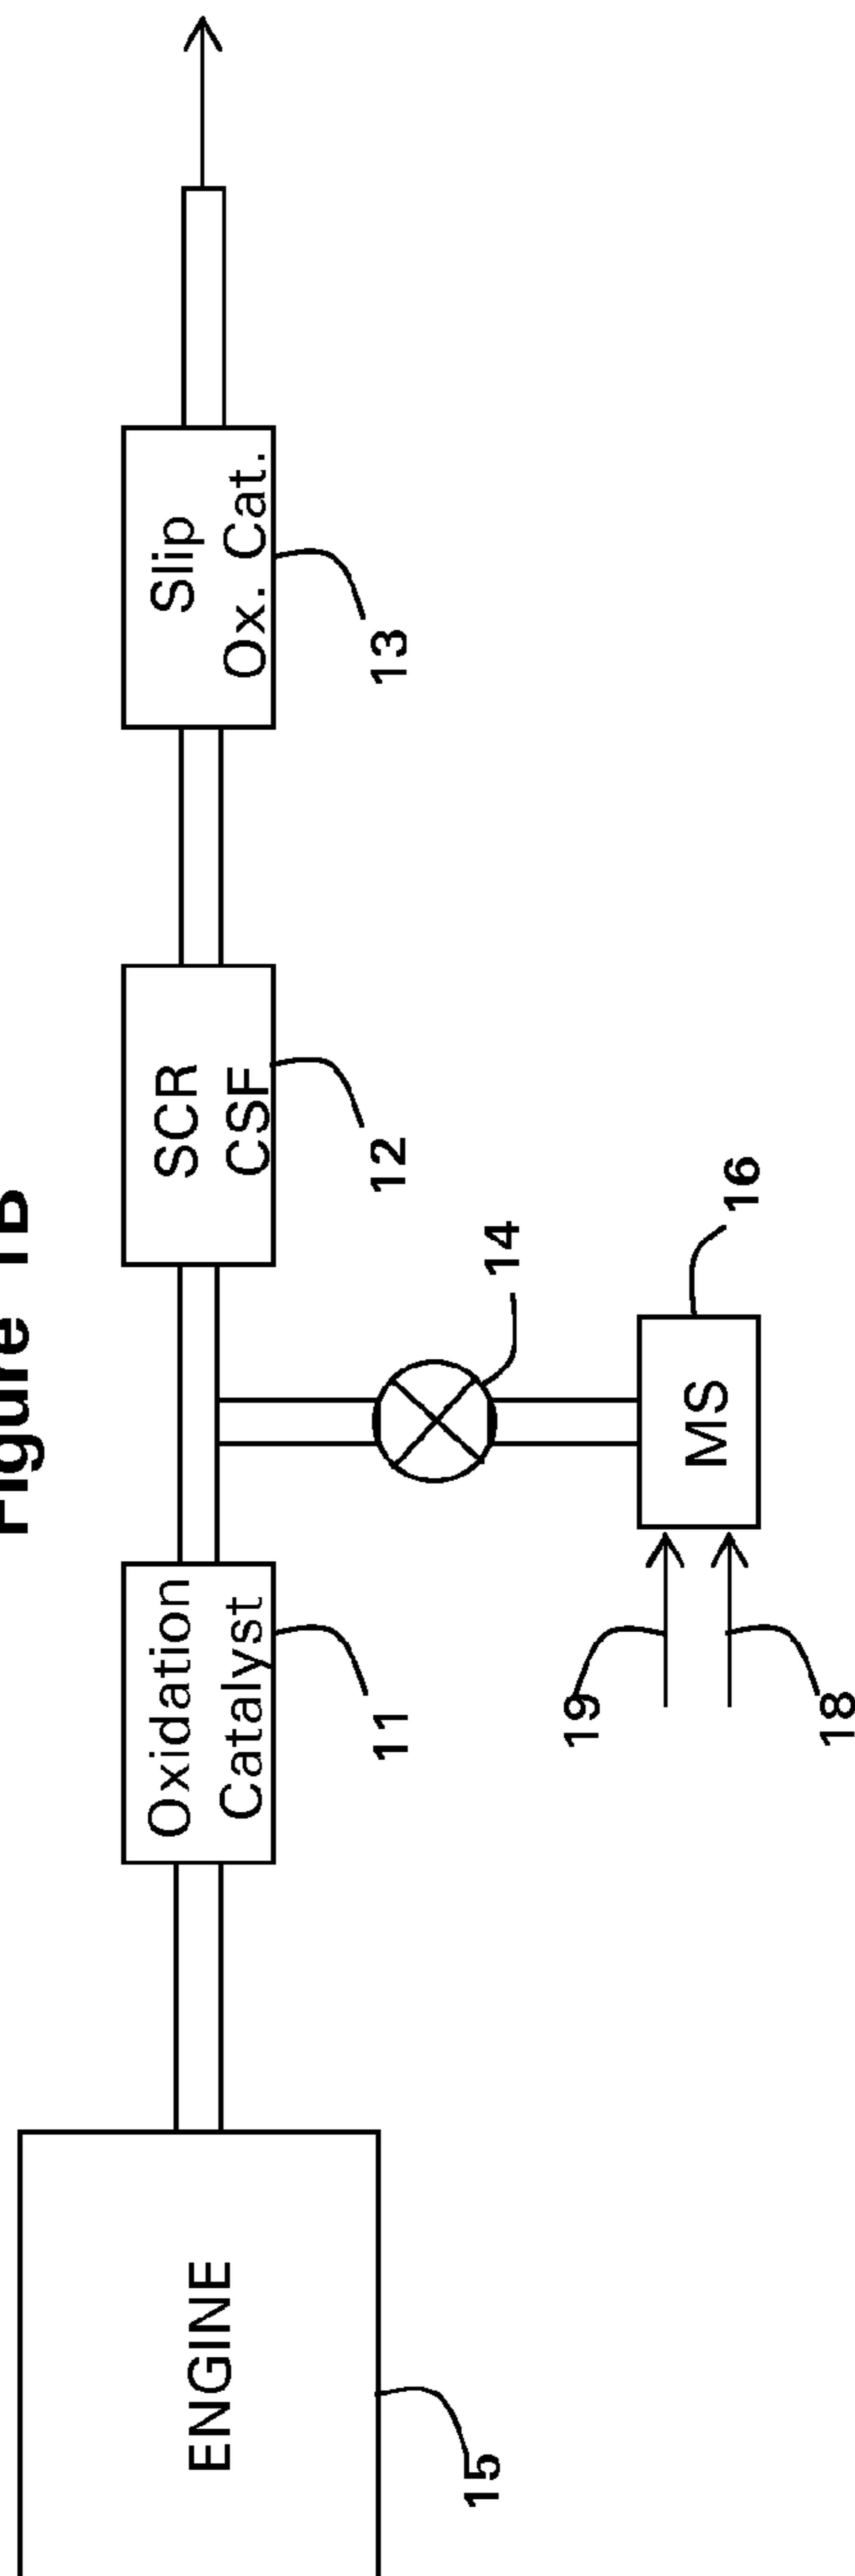 Figure 1B
ENGINE
15
Oxidation
Catalyst
11
SCR
CSF
12
Slip
Ox. Cat.
13
14
MS
16
19
18